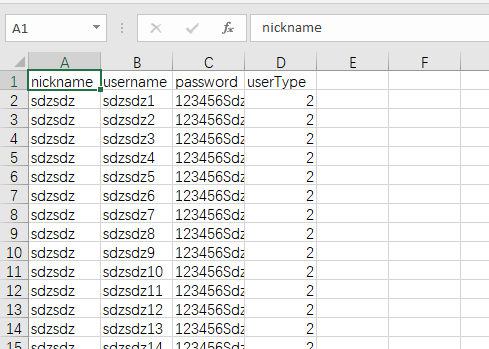 A1 fx nickname
A B C D E F
1 nickname username password userType
2 sdzsdz sdzsdz1 123456Sdz 2
3 sdzsdz sdzsdz2 123456Sdz 2
4 sdzsdz sdzsdz3 123456Sdz 2
5 sdzsdz sdzsdz4 123456Sdz 2
6 sdzsdz sdzsdz5 123456Sdz 2
7 sdzsdz sdzsdz6 123456Sdz 2
8 sdzsdz sdzsdz7 123456Sdz 2
9 sdzsdz sdzsdz8 123456Sdz 2
10 sdzsdz sdzsdz9 123456Sdz 2
11 sdzsdz sdzsdz10 123456Sdz 2
12 sdzsdz sdzsdz11 123456Sdz 2
13 sdzsdz sdzsdz12 123456Sdz 2
14 sdzsdz sdzsdz13 123456Sdz 2
15 sdzsdz sdzsdz14 123456Sdz 2